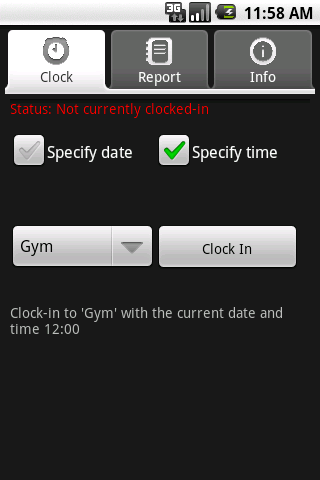 3G 11:58 AM
Clock Report Info
Status: Not currently clocked-in
Specify date Specify time
Gym Clock In
Clock-in to 'Gym' with the current date and
time 12:00